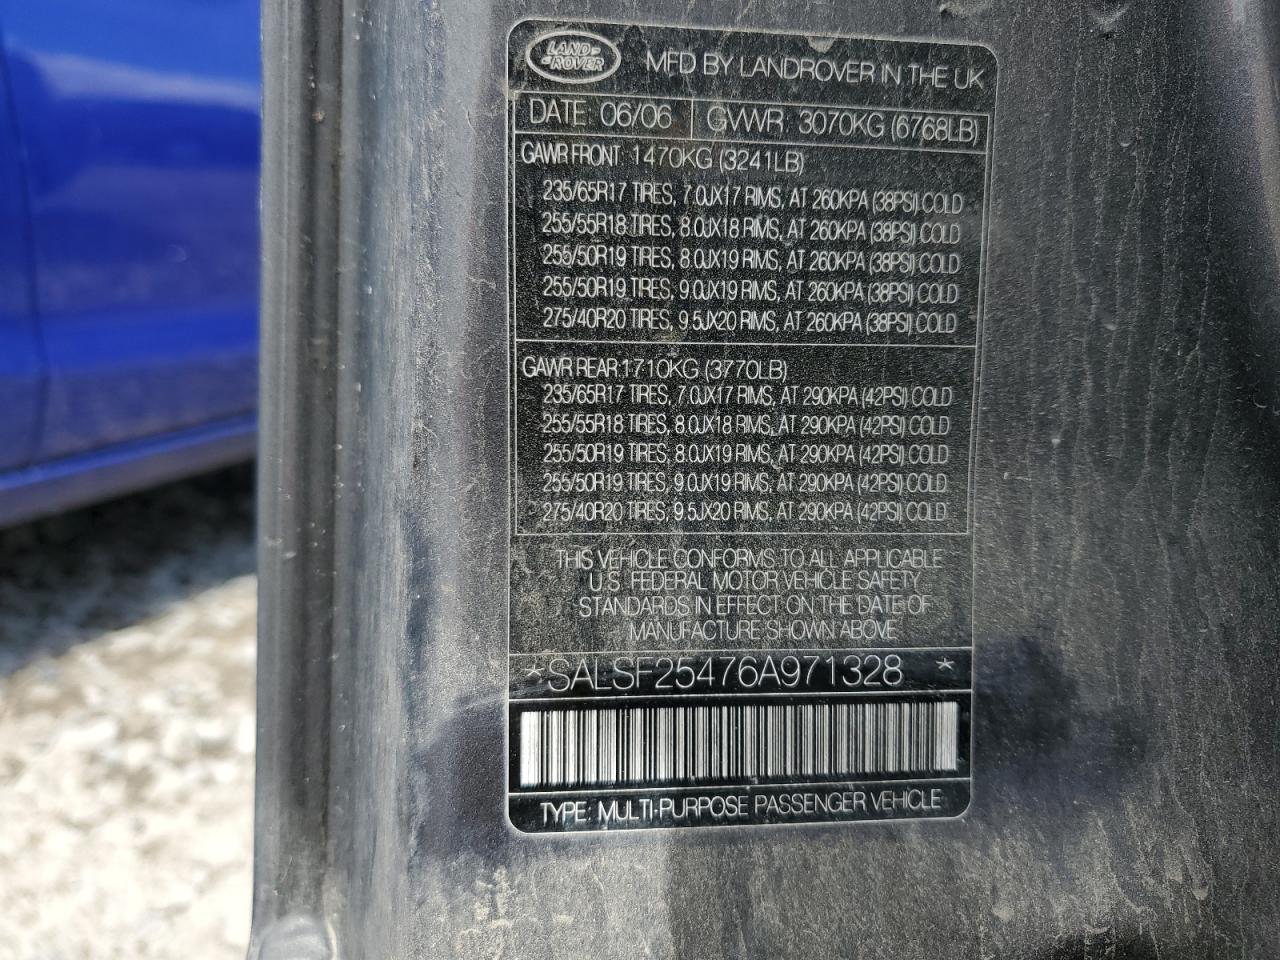 LAND-
-ROVER
MFD BY LANDROVER IN THE UK
DATE: 06/06 GVWR: 3070KG (6768LB)
GAWR FRONT: 1470KG (3241LB)
235/65R17 TIRES, 7.0JX17 RIMS, AT 260KPA (38PSI) COLD
255/55R18 TIRES, 8.0JX18 RIMS, AT 260KPA (38PSI) COLD
255/50R19 TIRES, 8.0JX19 RIMS, AT 260KPA (38PSI) COLD
255/50R19 TIRES, 9.0JX19 RIMS, AT 260KPA (38PSI) COLD
275/40R20 TIRES, 9.5JX20 RIMS, AT 260KPA (38PSI) COLD
GAWR REAR: 1710KG (3770LB)
235/65R17 TIRES, 7.0JX17 RIMS, AT 290KPA (42PSI) COLD
255/55R18 TIRES, 8.0JX18 RIMS, AT 290KPA (42PSI) COLD
255/50R19 TIRES, 8.0JX19 RIMS, AT 290KPA (42PSI) COLD
255/50R19 TIRES, 9.0JX19 RIMS, AT 290KPA (42PSI) COLD
275/40R20 TIRES, 9.5JX20 RIMS, AT 290KPA (42PSI) COLD
THIS VEHICLE CONFORMS TO ALL APPLICABLE
U.S. FEDERAL MOTOR VEHICLE SAFETY
STANDARDS IN EFFECT ON THE DATE OF
MANUFACTURE SHOWN ABOVE
*SALSF25476A971328 *
TYPE: MULTI-PURPOSE PASSENGER VEHICLE